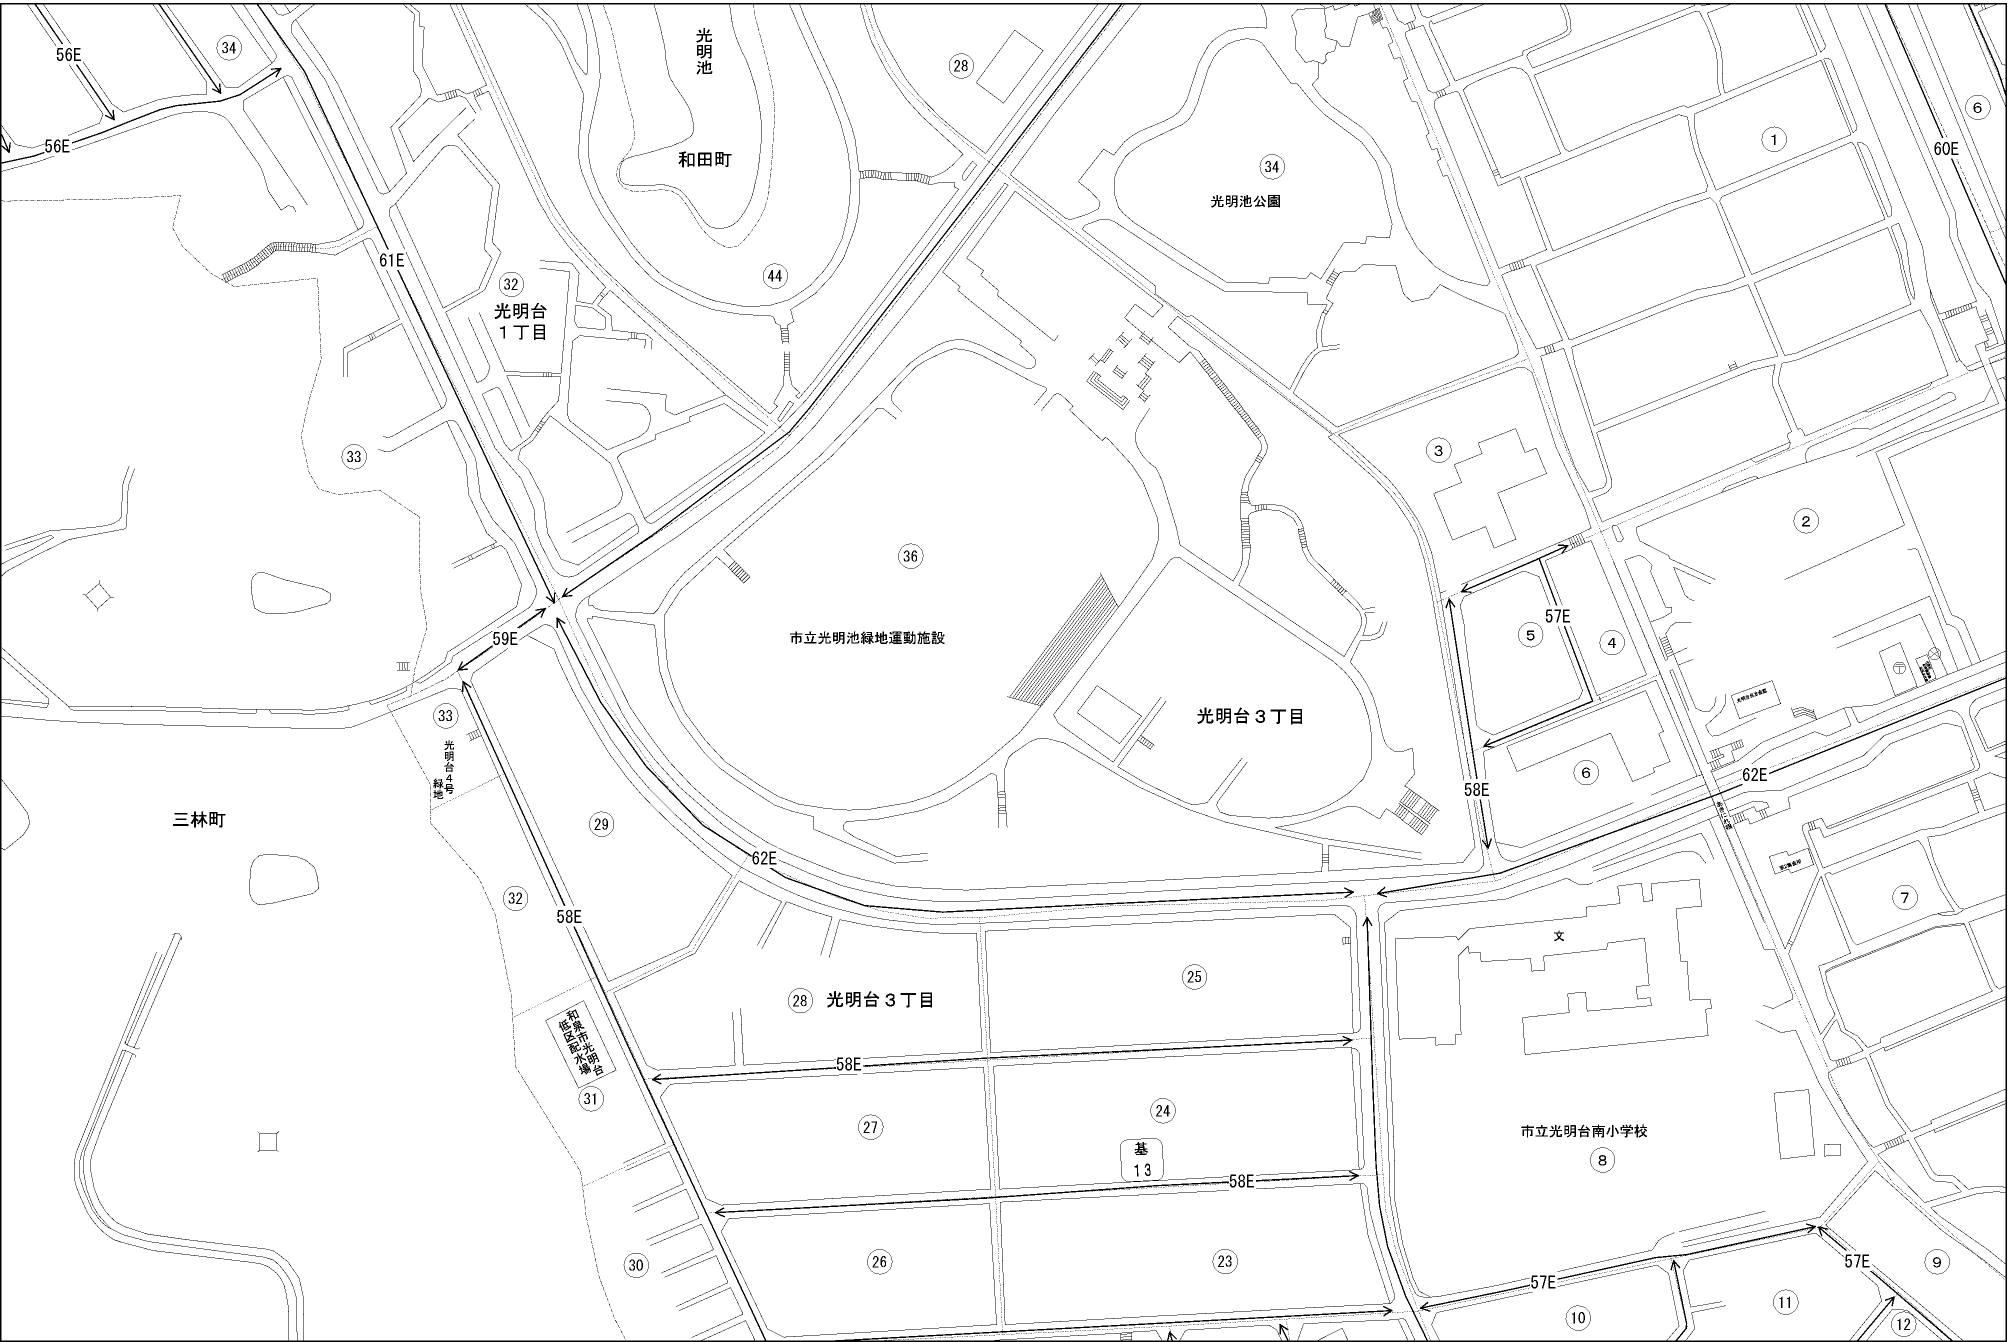 56E
34
光明池
28
6
56E
和田町
34
1
60E
光明池公園
61E
32
44
光明台
1丁目
33
3
2
36
59E
市立光明池緑地運動施設
57E
5
4
33
光明台4号
緑地
光明台3丁目
6
62E
58E
三林町
29
62E
32
58E
7
文
25
28
光明台3丁目
和泉市光明台
低区配水場
58E
31
27
24
基
13
市立光明台南小学校
8
58E
30
26
23
57E
57E
9
10
11
12